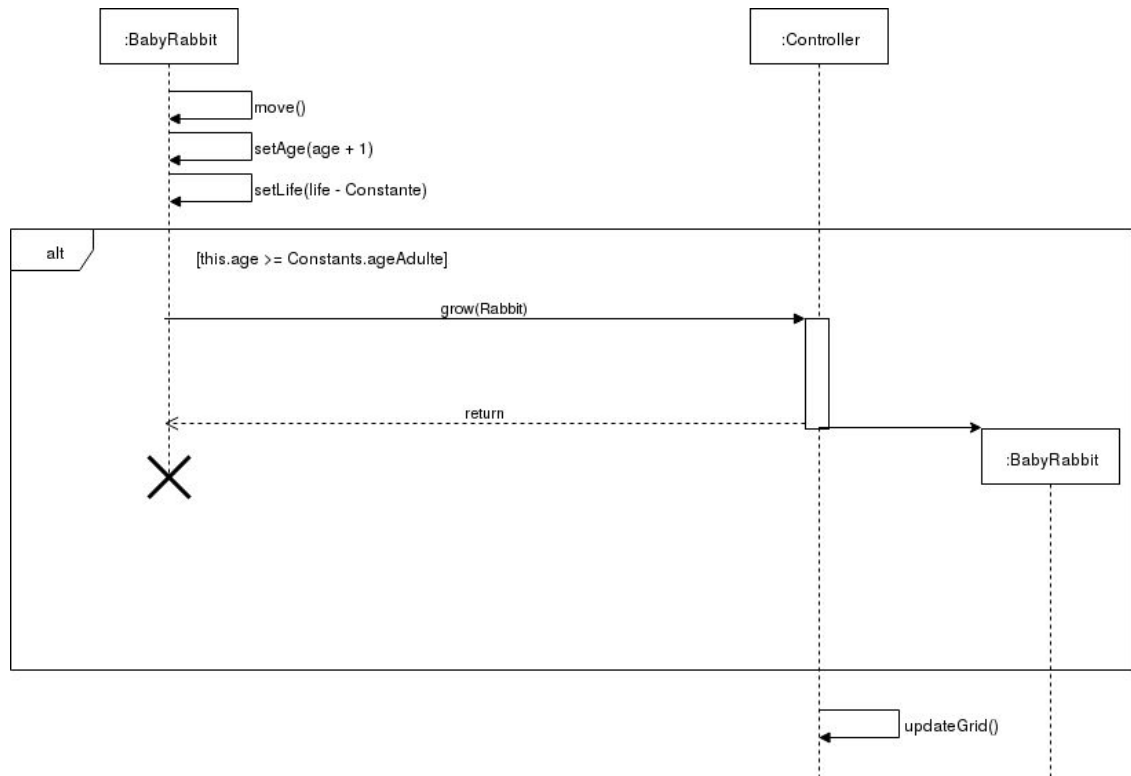 :BabyRabbit
:Controller
move()
setAge(age + 1)
setLife(life - Constante)
alt
[this.age >= Constants.ageAdulte]
grow(Rabbit)
return
:BabyRabbit
updateGrid()